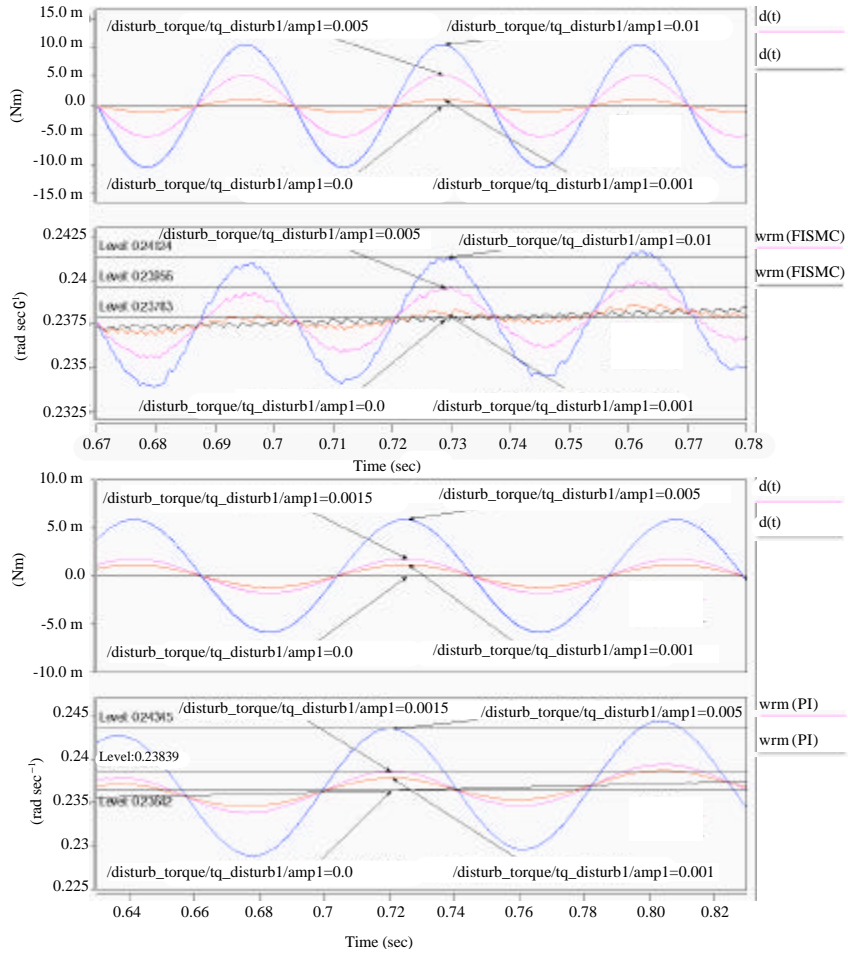 15.0 m
10.0 m
5.0 m
0.0
-5.0 m
-10.0 m
-15.0 m
(Nm)
/disturb_torque/tq_disturb1/amp1=0.005
/disturb_torque/tq_disturb1/amp1=0.01
/disturb_torque/tq_disturb1/amp1=0.0
/disturb_torque/tq_disturb1/amp1=0.001
d(t)
d(t)
0.2425
0.24
0.2375
0.235
0.2325
(rad secG¹)
/disturb_torque/tq_disturb1/amp1=0.005
/disturb_torque/tq_disturb1/amp1=0.01
Level: 0.24124
Level: 0.23956
Level: 0.23783
/disturb_torque/tq_disturb1/amp1=0.0
/disturb_torque/tq_disturb1/amp1=0.001
wrm (FISMC)
wrm (FISMC)
0.67 0.68 0.69 0.7 0.71 0.72 0.73 0.74 0.75 0.76 0.77 0.78
Time (sec)
10.0 m
5.0 m
0.0
-5.0 m
-10.0 m
(Nm)
/disturb_torque/tq_disturb1/amp1=0.0015
/disturb_torque/tq_disturb1/amp1=0.005
/disturb_torque/tq_disturb1/amp1=0.0
/disturb_torque/tq_disturb1/amp1=0.001
d(t)
d(t)
0.245
0.24
0.235
0.23
0.225
(rad sec⁻¹)
/disturb_torque/tq_disturb1/amp1=0.0015
/disturb_torque/tq_disturb1/amp1=0.005
Level: 0.24345
Level:0.23839
Level:
/disturb_torque/tq_disturb1/amp1=0.0
/disturb_torque/tq_disturb1/amp1=0.001
wrm (PI)
wrm (PI)
0.64 0.66 0.68 0.7 0.72 0.74 0.76 0.78 0.80 0.82
Time (sec)